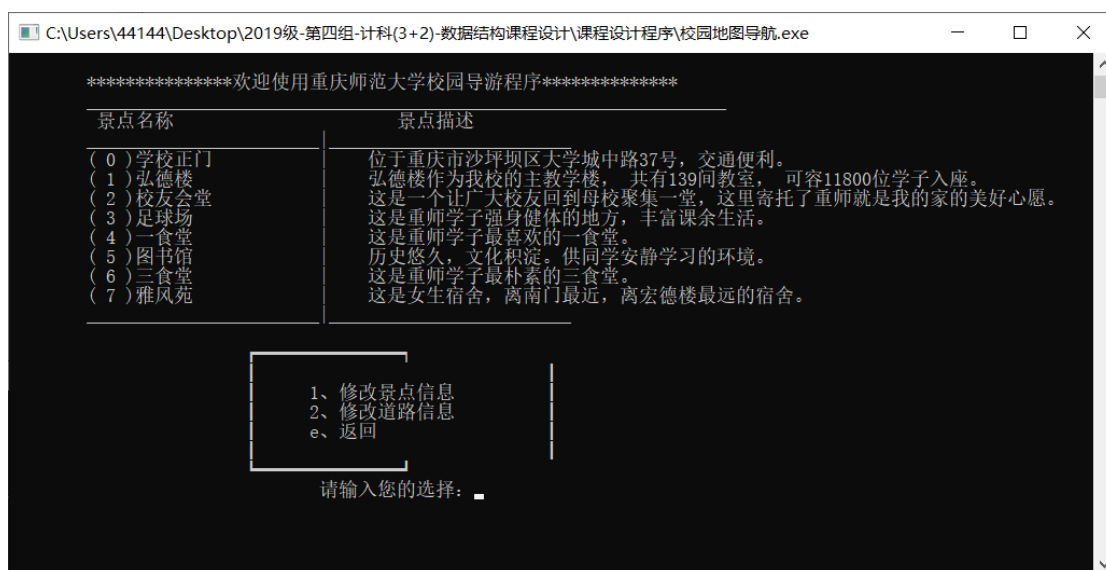 C:\Users\44144\Desktop\2019级-第四组-计科(3+2)-数据结构课程设计\课程设计程序\校园地图导航.exe
***************欢迎使用重庆师范大学校园导游程序**************
景点名称 景点描述
( 0 )学校正门 | 位于重庆市沙坪坝区大学城中路37号，交通便利。
( 1 )弘德楼 | 弘德楼作为我校的主教学楼， 共有139间教室， 可容11800位学子入座。
( 2 )校友会堂 | 这是一个让广大校友回到母校聚集一堂，这里寄托了重师就是我的家的美好心愿。
( 3 )足球场 | 这是重师学子强身健体的地方，丰富课余生活。
( 4 )一食堂 | 这是重师学子最喜欢的一食堂。
( 5 )图书馆 | 历史悠久，文化积淀。供同学安静学习的环境。
( 6 )三食堂 | 这是重师学子最朴素的三食堂。
( 7 )雅风苑 | 这是女生宿舍，离南门最近，离宏德楼最远的宿舍。
1、修改景点信息
2、修改道路信息
e、返回
请输入您的选择：